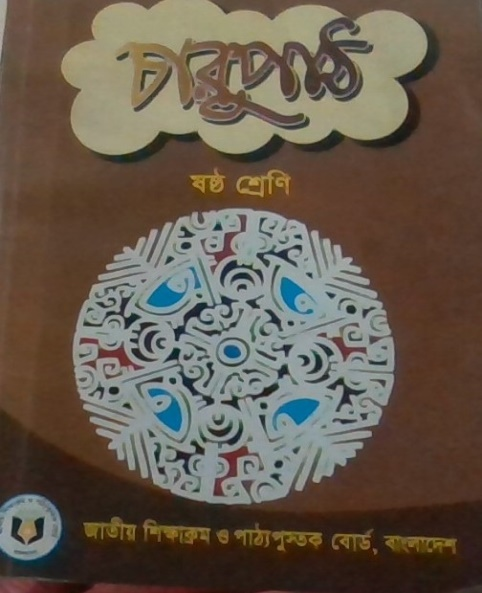 চারুপাঠ
ষষ্ঠ শ্রেণি
জাতীয় শিক্ষাক্রম ও পাঠ্যপুস্তক বোর্ড, বাংলাদেশ